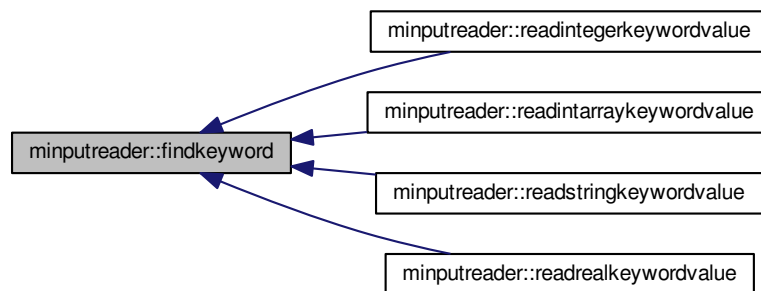 minputreader::readintegerkeywordvalue
minputreader::readintarraykeywordvalue
minputreader::findkeyword
minputreader::readstringkeywordvalue
minputreader::readrealkeywordvalue